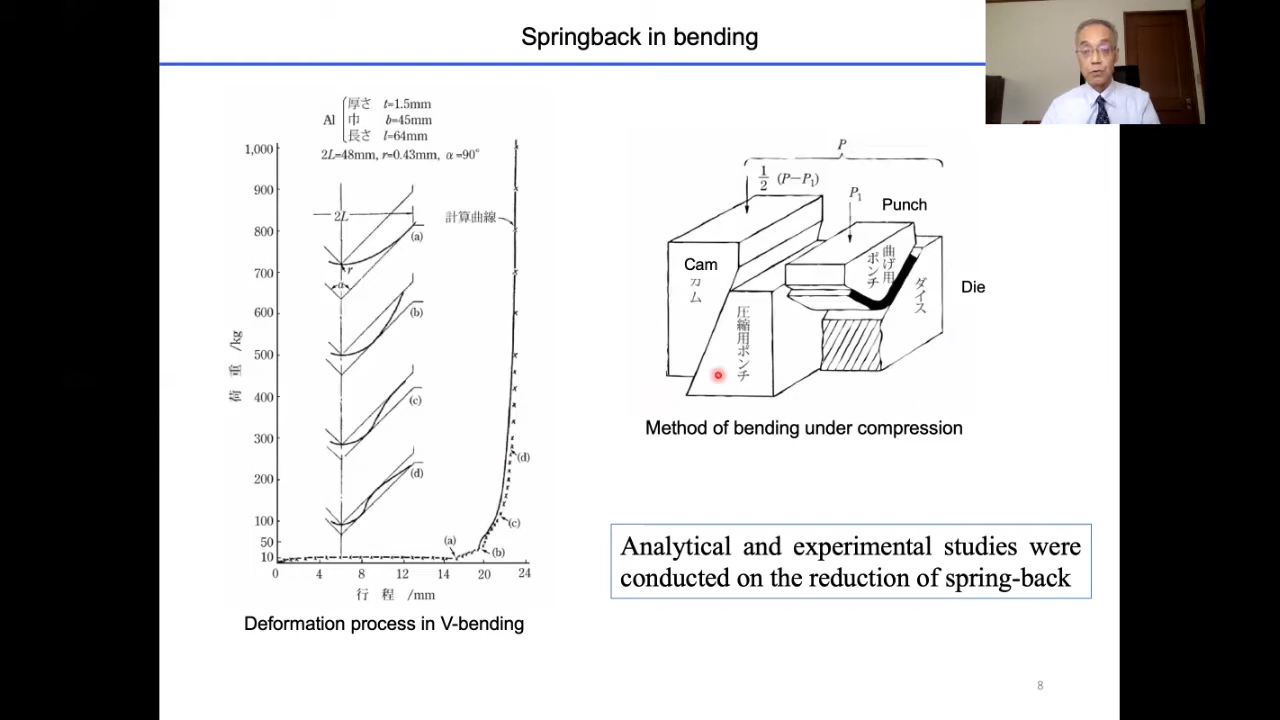 Springback in bending
Al
厚さ t=1.5mm
巾 b=45mm
長さ l=64mm
2L=48mm, r=0.43mm, α=90°
1,000
900
800
700
600
500
400
300
200
100
50
10
荷重 /kg
2L
計算曲線
r
α
(a)
(b)
(c)
(d)
(a)
(b)
(c)
(d)
0 4 8 12 14 20 24
行程 /mm
Deformation process in V-bending
P
1/2 (P−P₁)
P₁
Punch
Cam
カム
曲げ用ポンチ
ダイス
Die
圧縮用ポンチ
Method of bending under compression
Analytical and experimental studies were
conducted on the reduction of spring-back
8